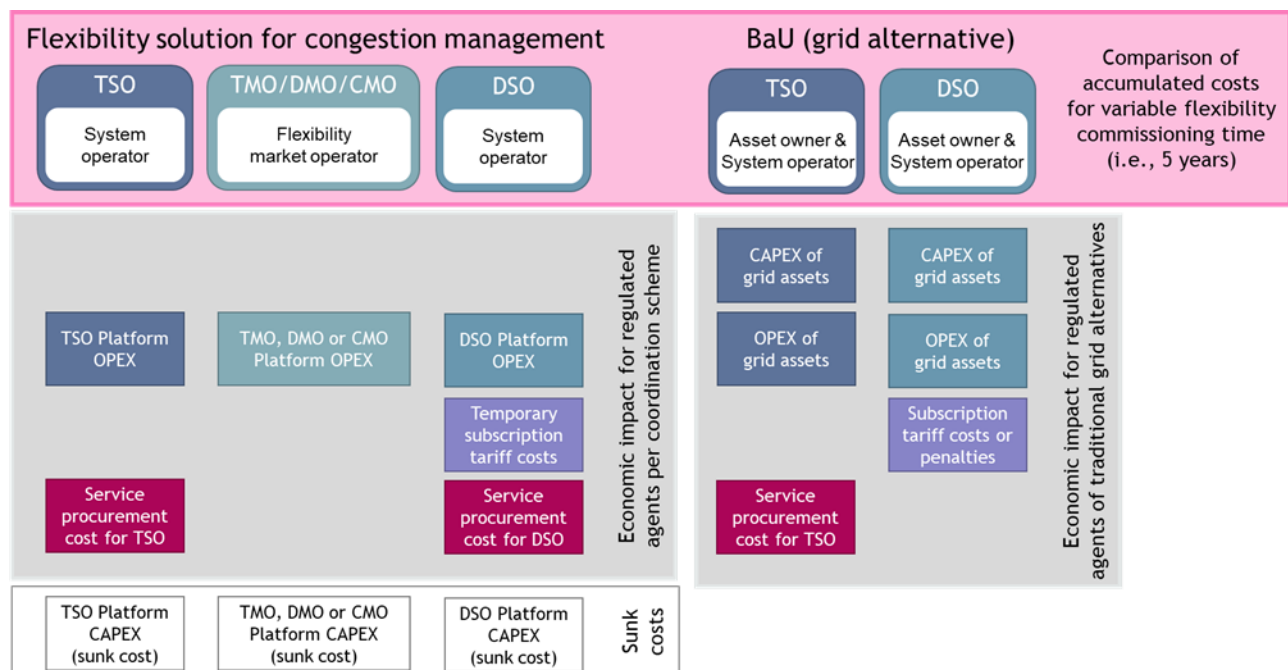 Flexibility solution for congestion management
BaU (grid alternative)
TSO
System
operator
TMO/DMO/CMO
Flexibility
market operator
DSO
System
operator
TSO
Asset owner &
System operator
DSO
Asset owner &
System operator
Comparison of
accumulated costs
for variable flexibility
commissioning time
(i.e., 5 years)
TSO Platform
OPEX
TMO, DMO or CMO
Platform OPEX
DSO Platform
OPEX
Temporary
subscription
tariff costs
Service
procurement
cost for TSO
Service
procurement
cost for DSO
Economic impact for regulated
agents per coordination scheme
CAPEX of
grid assets
CAPEX of
grid assets
OPEX of
grid assets
OPEX of
grid assets
Subscription
tariff costs or
penalties
Service
procurement
cost for TSO
Economic impact for regulated
agents of traditional grid alternatives
TSO Platform
CAPEX
(sunk cost)
TMO, DMO or CMO
Platform CAPEX
(sunk cost)
DSO Platform
CAPEX
(sunk cost)
Sunk
costs